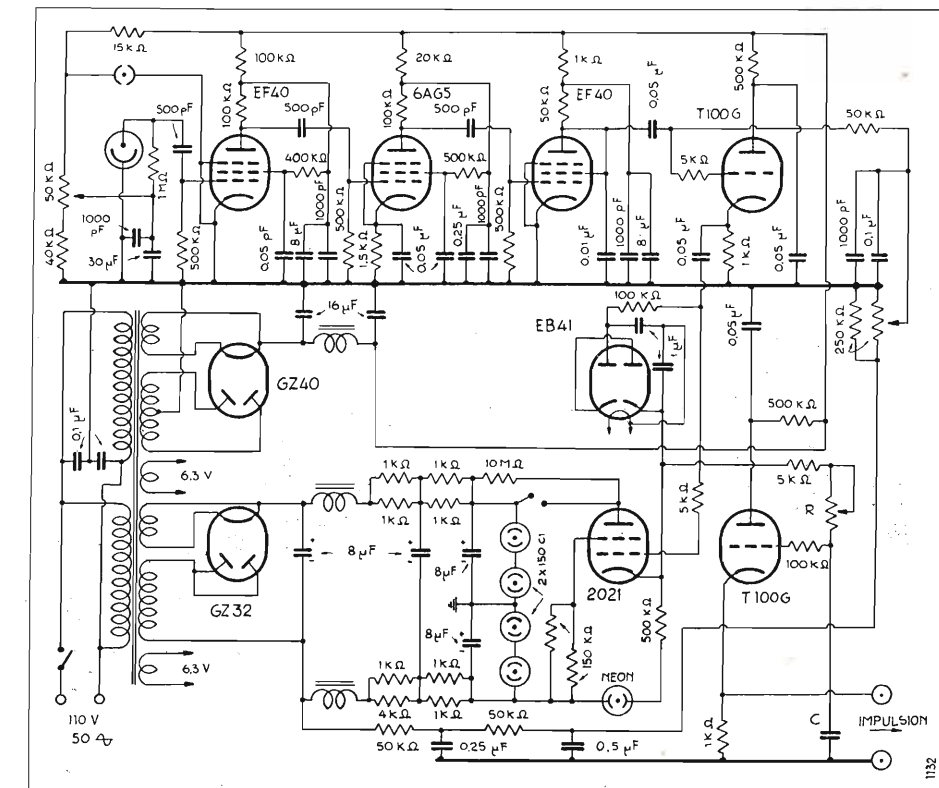 15 kΩ
100 kΩ
20 kΩ
1 kΩ
500 kΩ
EF40
6AG5
EF40
0,05 µF
T100G
50 kΩ
500 pF
100 kΩ
500 pF
100 kΩ
500 pF
50 kΩ
5 kΩ
50 kΩ
1 MΩ
400 kΩ
500 kΩ
40 kΩ
1000 pF
30 µF
500 kΩ
0,05 pF
8 µF
1000 pF
500 kΩ
1,5 kΩ
0,05 µF
0,25 µF
1000 pF
500 kΩ
0,01 µF
1000 pF
8 µF
0,05 µF
1 kΩ
0,05 µF
1000 pF
0,1 µF
16 µF
100 kΩ
EB41
1 µF
0,05 µF
250 kΩ
GZ40
0,1 µF
500 kΩ
6,3 V
1 kΩ
1 kΩ
10 MΩ
5 kΩ
1 kΩ
1 kΩ
5 kΩ
R
8 µF
8 µF
2 x 150 C1
100 kΩ
GZ32
2021
T100G
8 µF
150 kΩ
500 kΩ
6,3 V
1 kΩ
1 kΩ
NEON
4 kΩ
1 kΩ
110 V
50
50 kΩ
50 kΩ
0,25 µF
0,5 µF
1 kΩ
C
IMPULSION
1132